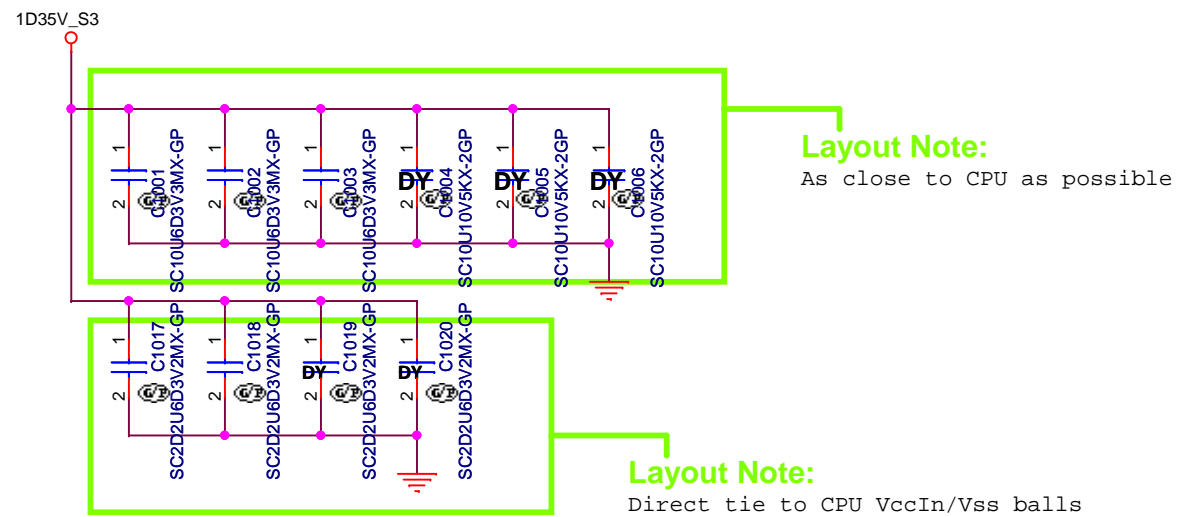 1D35V_S3
1
2
C1001
SC10U6D3V3MX-GP
1
2
C1002
SC10U6D3V3MX-GP
1
2
C1003
SC10U6D3V3MX-GP
1
2
DY
C1004
SC10U10V5KX-2GP
1
2
DY
C1005
SC10U10V5KX-2GP
1
2
DY
C1006
SC10U10V5KX-2GP
Layout Note:
As close to CPU as possible
1
2
C1017
SC2D2U6D3V2MX-GP
1
2
C1018
SC2D2U6D3V2MX-GP
1
2
DY
C1019
SC2D2U6D3V2MX-GP
1
2
DY
C1020
SC2D2U6D3V2MX-GP
Layout Note:
Direct tie to CPU VccIn/Vss balls